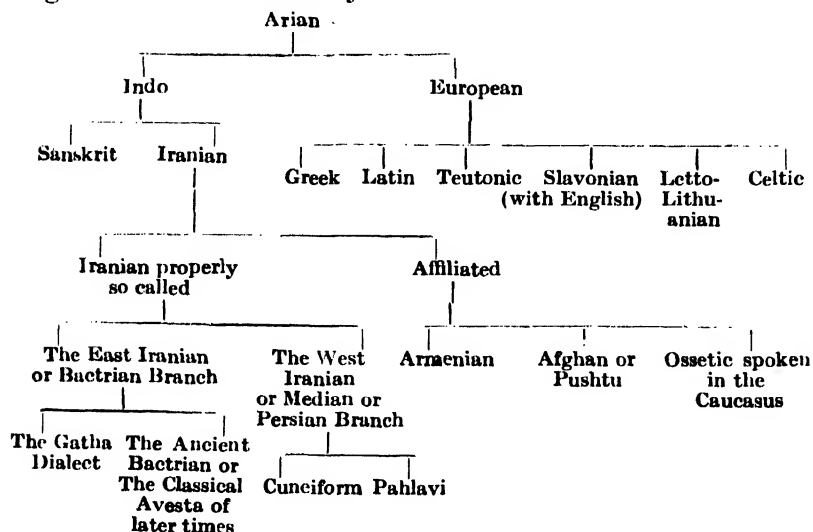 Arian
Indo
European
Sanskrit Iranian
Greek Latin Teutonic Slavonian Letto- Celtic
(with English) Lithu-
anian
Iranian properly
so called
Affiliated
The East Iranian
or Bactrian Branch
The West
Iranian
or Median or
Persian Branch
Armenian
Afghan or
Pushtu
Ossetic spoken
in the
Caucasus
The Gatha
Dialect
The Ancient
Bactrian or
The Classical
Avesta of
later times
Cuneiform Pahlavi